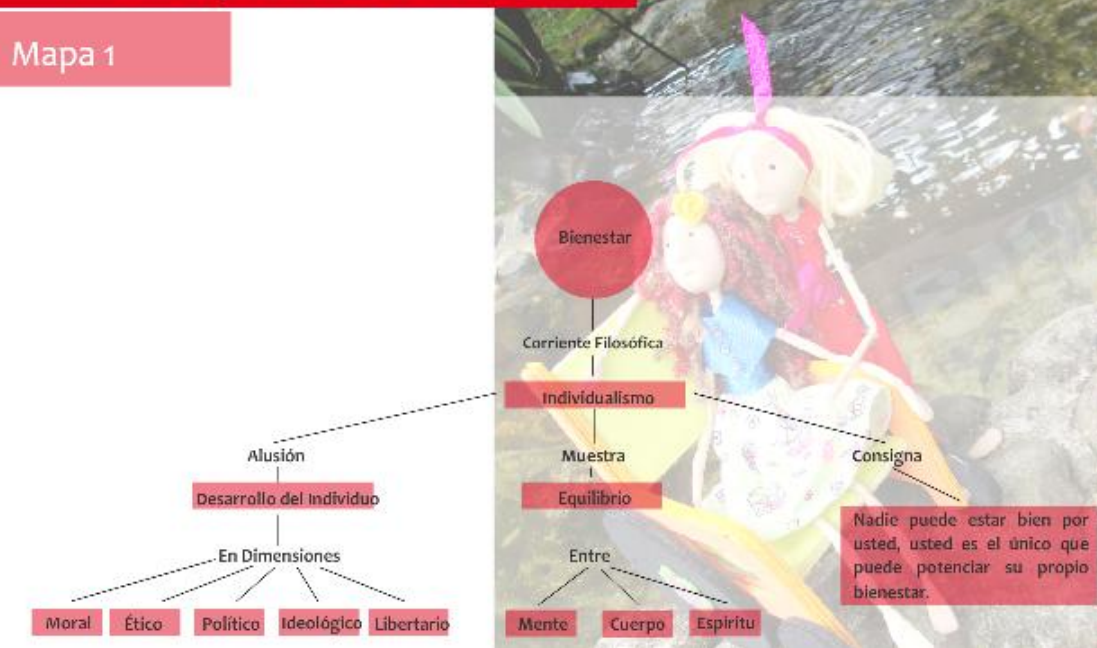 Mapa 1
Bienestar
Corriente Filosófica
Individualismo
Alusión
Muestra
Consigna
Desarrollo del Individuo
Equilibrio
Nadie puede estar bien por
usted, usted es el único que
puede potenciar su propio
bienestar.
En Dimensiones
Entre
Moral
Ético
Político
Ideológico
Libertario
Mente
Cuerpo
Espiritu